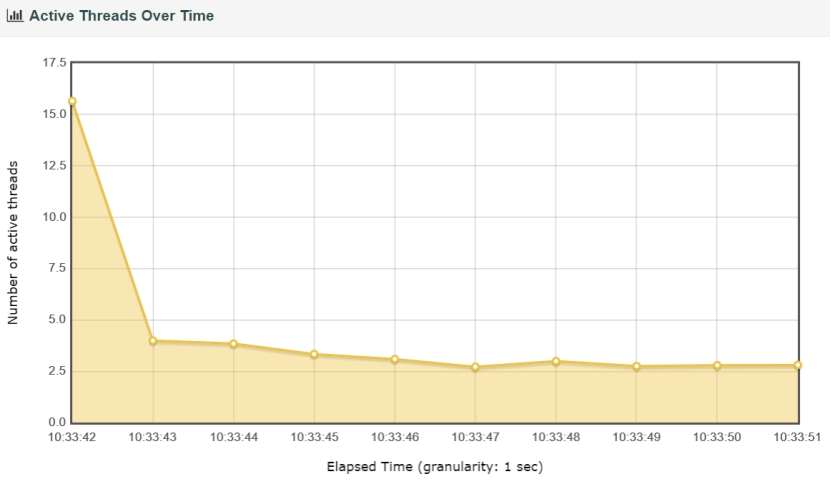 Active Threads Over Time
17.5
15.0
12.5
10.0
7.5
5.0
2.5
0.0
Number of active threads
10:33:42 10:33:43 10:33:44 10:33:45 10:33:46 10:33:47 10:33:48 10:33:49 10:33:50 10:33:51
Elapsed Time (granularity: 1 sec)